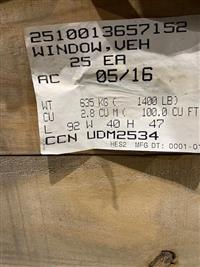 2510013657152
WINDOW,VEH
25 EA
AC 05/16
WT 635 KG ( 1400 LB)
CU 2.8 CU M ( 100.0 CU FT
L 92 W 40 H 47
CCN UDM2534
HES2 MFG DT: 0001-01